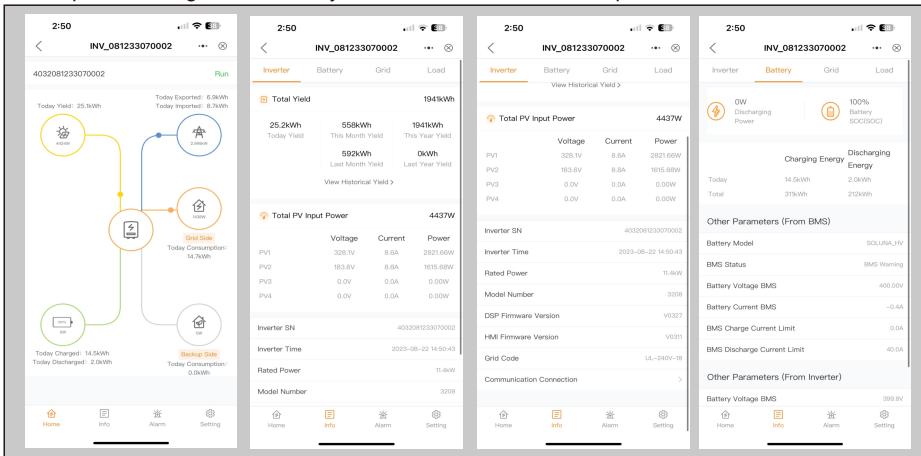 2:50
INV_081233070002
4032081233070002 Run
Today Yield: 25.1kWh
Today Exported: 6.9kWh
Today Imported: 8.7kWh
Grid Side
Today Consumption:
14.7kWh
100%
0W
Today Charged: 14.5kWh
Today Discharged: 2.0kWh
0W
Backup Side
Today Consumption:
0.0kWh
Home Info Alarm Setting
2:50
INV_081233070002
Inverter Battery Grid Load
Total Yield 1941kWh
25.2kWh 558kWh 1941kWh
Today Yield This Month Yield This Year Yield
592kWh 0kWh
Last Month Yield Last Year Yield
View Historical Yield >
Total PV Input Power 4437W
Voltage Current Power
PV1 328.1V 8.6A 2821.66W
PV2 183.6V 8.8A 1615.68W
PV3 0.0V 0.0A 0.00W
PV4 0.0V 0.0A 0.00W
Inverter SN 4032081233070002
Inverter Time 2023-08-22 14:50:43
Rated Power 11.4kW
Model Number 3208
Home Info Alarm Setting
2:50
INV_081233070002
Inverter Battery Grid Load
View Historical Yield >
Total PV Input Power 4437W
Voltage Current Power
PV1 328.1V 8.6A 2821.66W
PV2 183.6V 8.8A 1615.68W
PV3 0.0V 0.0A 0.00W
PV4 0.0V 0.0A 0.00W
Inverter SN 4032081233070002
Inverter Time 2023-08-22 14:50:43
Rated Power 11.4kW
Model Number 3208
DSP Firmware Version V0327
HMI Firmware Version V0311
Grid Code UL-240V-18
Communication Connection >
Home Info Alarm Setting
2:50
INV_081233070002
Inverter Battery Grid Load
0W
Discharging
Power
100%
Battery
SOC(SOC)
Charging Energy Discharging
Energy
Today 14.5kWh 2.0kWh
Total 311kWh 212kWh
Other Parameters (From BMS)
Battery Model SOLUNA_HV
BMS Status BMS Warning
Battery Voltage BMS 400.00V
Battery Current BMS -0.4A
BMS Charge Current Limit 0.0A
BMS Discharge Current Limit 40.0A
Other Parameters (From Inverter)
Battery Voltage BMS 399.8V
Home Info Alarm Setting